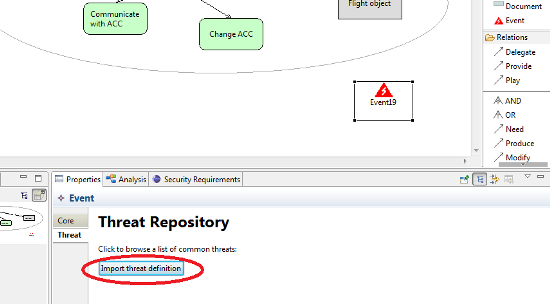 Communicate
with ACC
Change ACC
Flight object
Event19
Document
Event
Relations
Delegate
Provide
Play
AND
OR
Need
Produce
Modify
Properties
Analysis
Security Requirements
Event
Core
Threat
Threat Repository
Click to browse a list of common threats:
Import threat definition